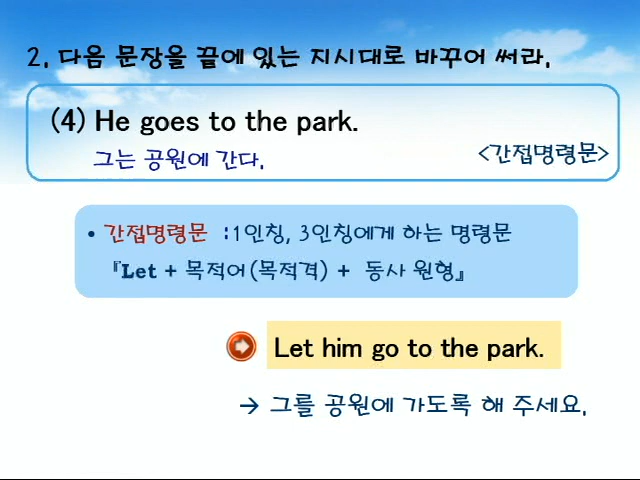 2. 다음 문장을 끝에 있는 지시대로 바꾸어 써라.
(4) He goes to the park.
그는 공원에 간다.
<간접명령문>
• 간접명령문 :1인칭, 3인칭에게 하는 명령문
『Let + 목적어(목적격) + 동사 원형』
Let him go to the park.
→ 그를 공원에 가도록 해 주세요.